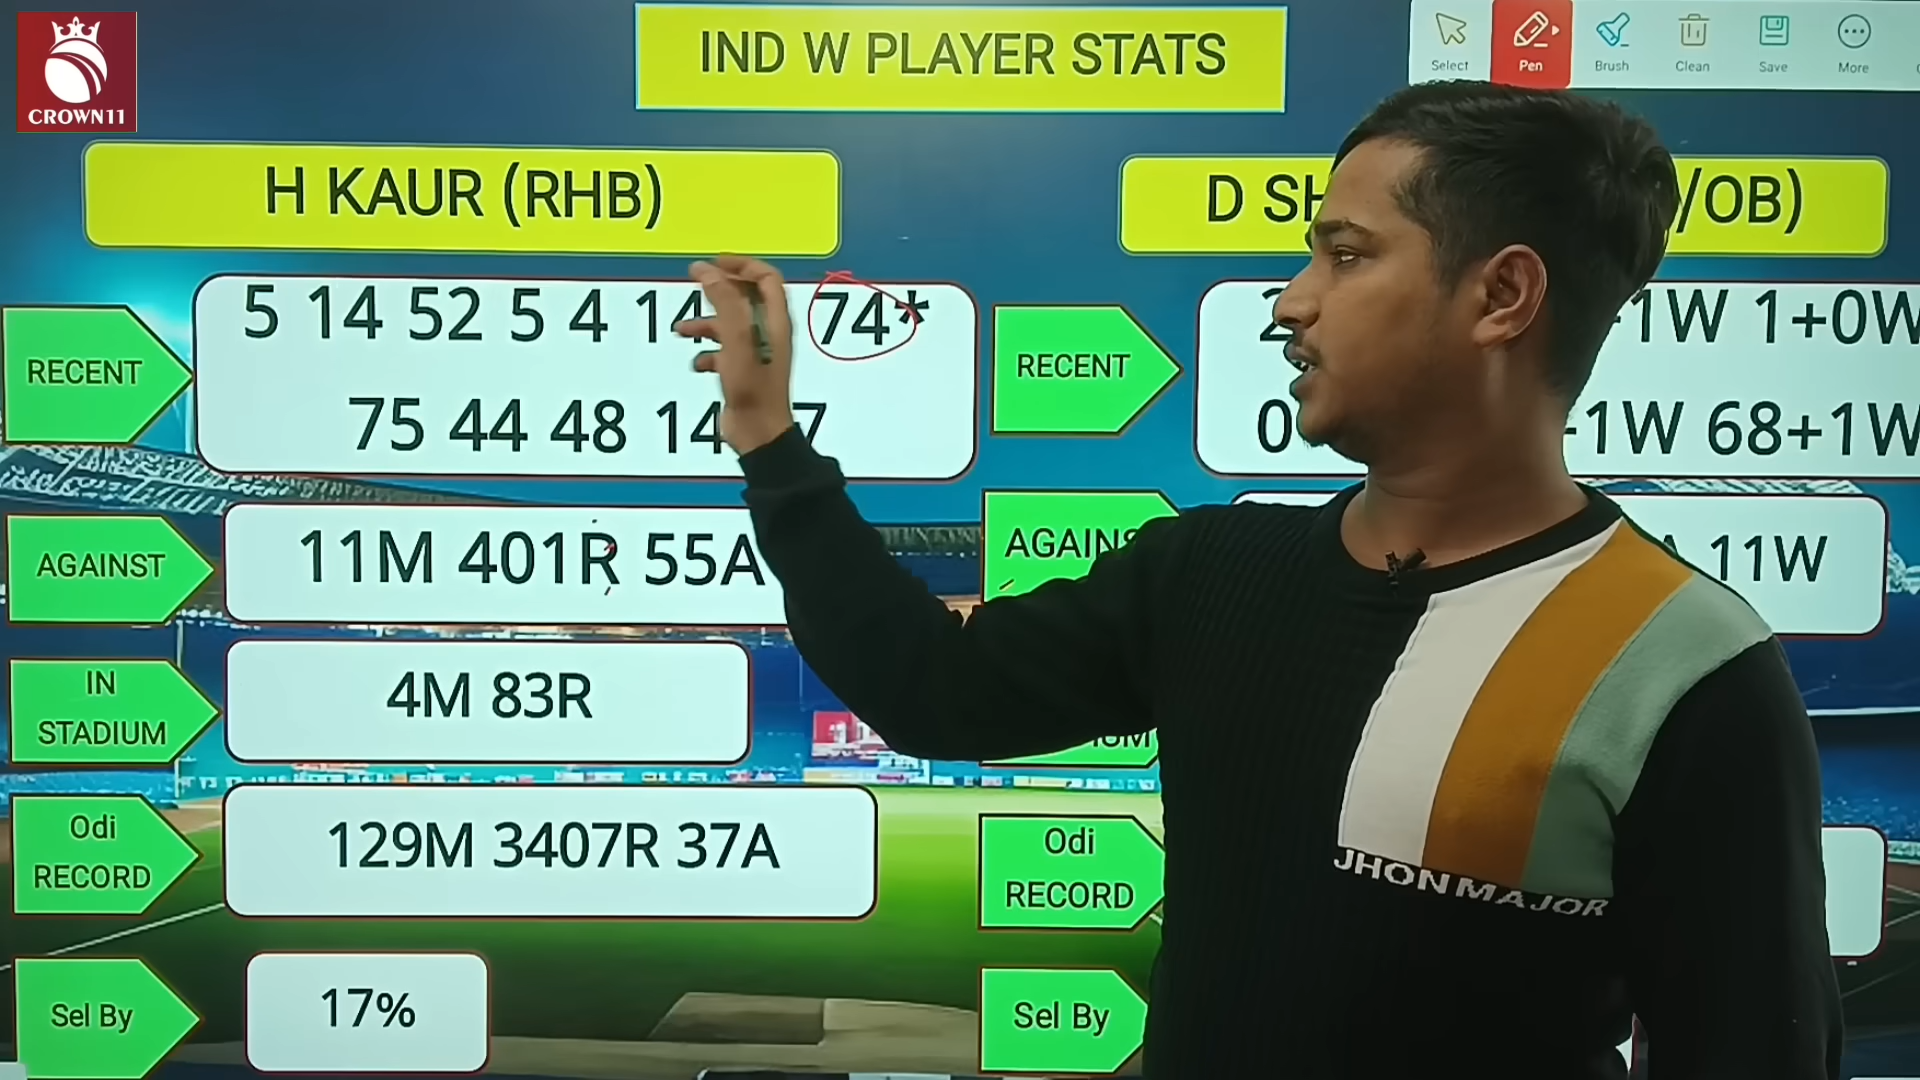 CROWN11
IND W PLAYER STATS
Select Pen Brush Clean Save More
H KAUR (RHB)
RECENT
5 14 52 5 4 14 74*
75 44 48 14 7
AGAINST
11M 401R 55A
IN
STADIUM
4M 83R
Odi
RECORD
129M 3407R 37A
Sel By
17%
D SH /OB)
RECENT
1W 1+0W
0 -1W 68+1W
AGAINS
11W
Odi
RECORD
Sel By
JHON MAJOR